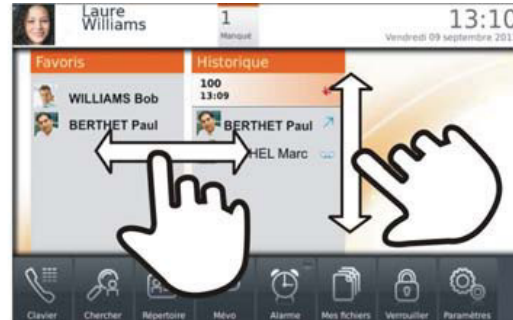 Laure
Williams
1
Manqué
13:10
Vendredi 09 septembre 201
Favoris
Historique
WILLIAMS Bob
BERTHET Paul
100
13:09
BERTHET Paul
HEL Marc
Clavier
Chercher
Répertoire
Mévo
Alarme
Mes fichiers
Verrouiller
Paramètres